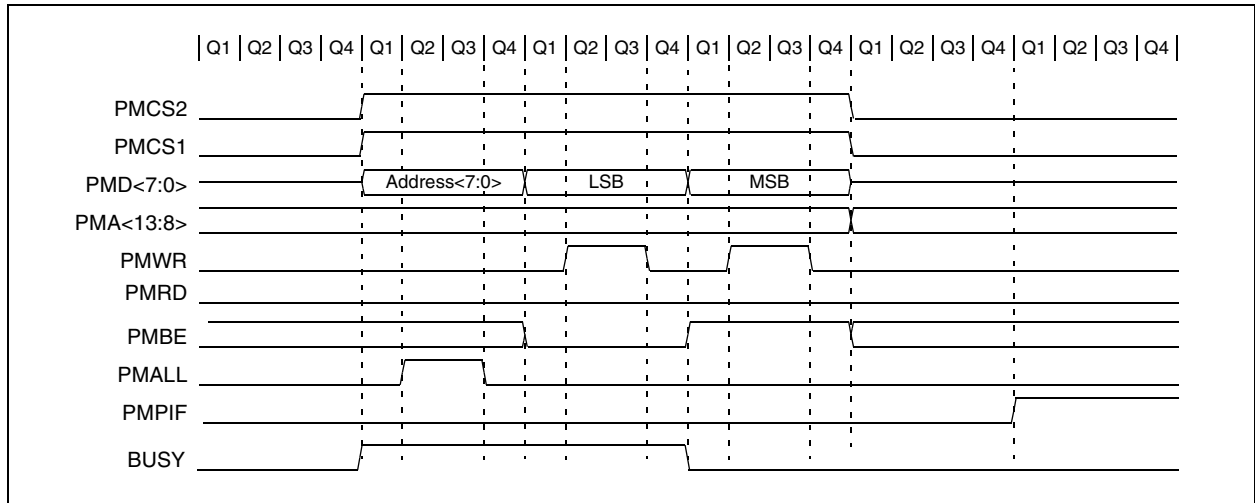 Q1 Q2 Q3 Q4 Q1 Q2 Q3 Q4 Q1 Q2 Q3 Q4 Q1 Q2 Q3 Q4 Q1 Q2 Q3 Q4 Q1 Q2 Q3 Q4
PMCS2
PMCS1
PMD<7:0> Address<7:0> LSB MSB
PMA<13:8>
PMWR
PMRD
PMBE
PMALL
PMPIF
BUSY